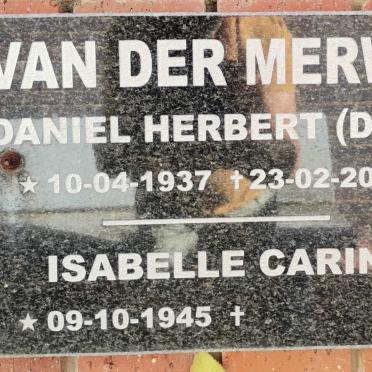 VAN DER MER
DANIEL HERBERT (D
★ 10-04-1937 ✝ 23-02-20
ISABELLE CARIN
★ 09-10-1945 ✝